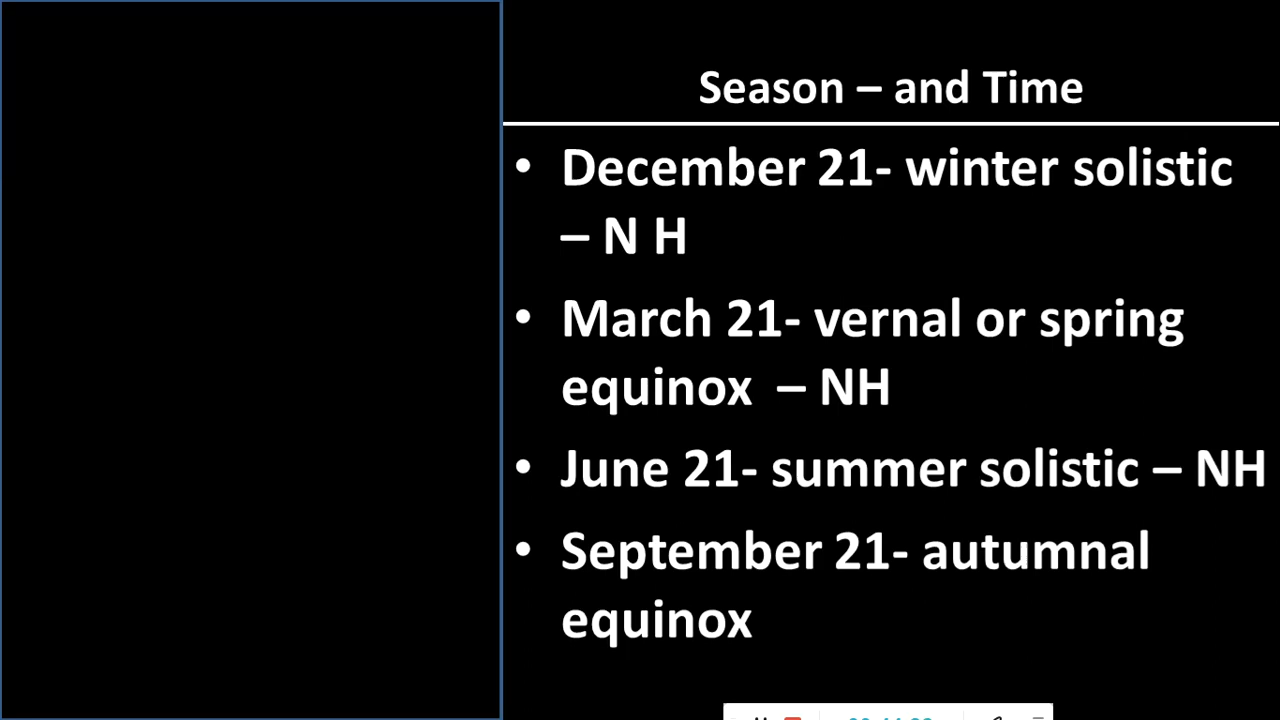 Season – and Time
• December 21- winter solistic
– N H
• March 21- vernal or spring
equinox – NH
• June 21- summer solistic – NH
• September 21- autumnal
equinox